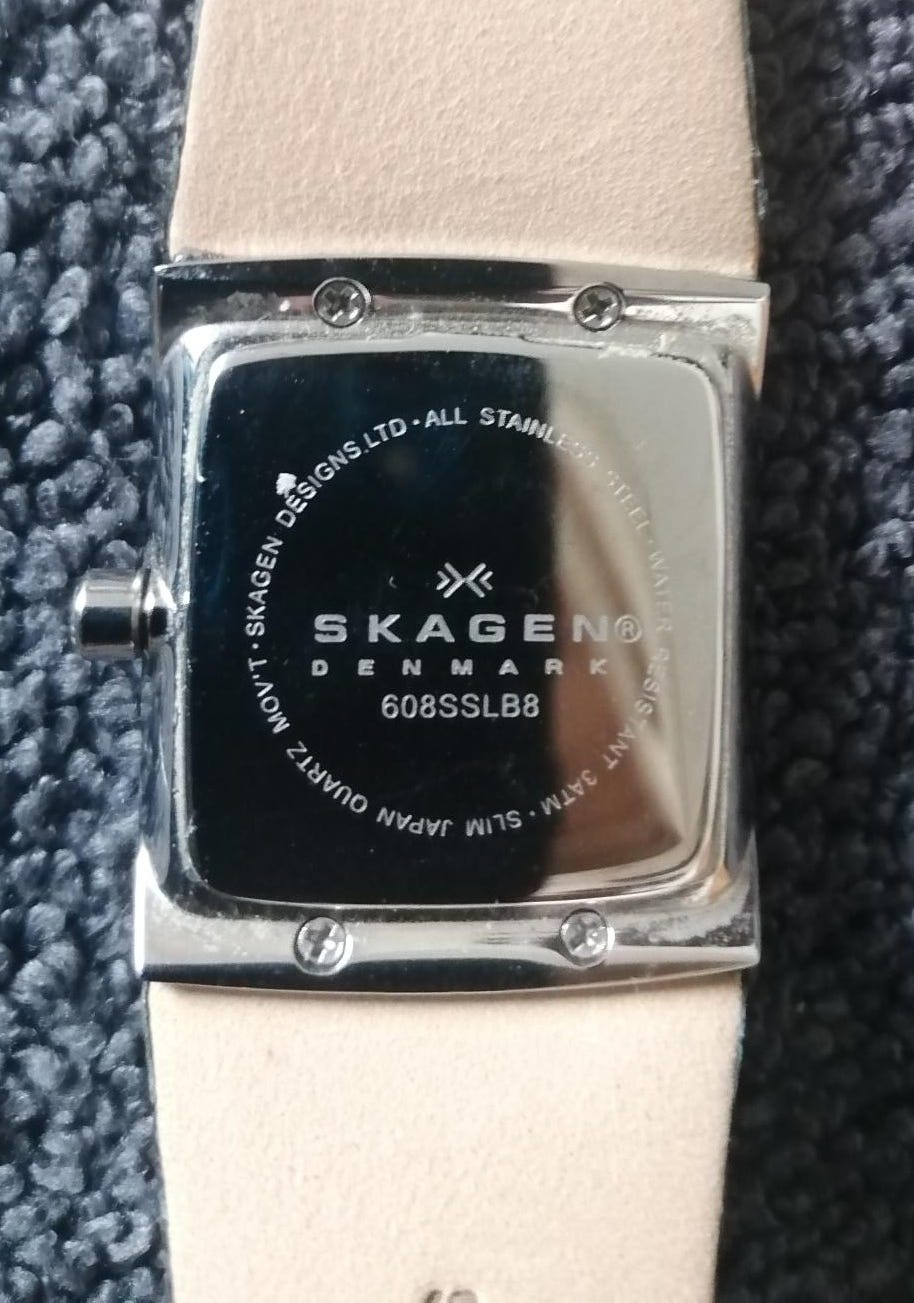 SKAGEN®
DENMARK
608SSLB8
SKAGEN DESIGNS.LTD · ALL STAINLESS STEEL · WATER RESISTANT 3ATM · SLIM JAPAN QUARTZ MOV'T ·